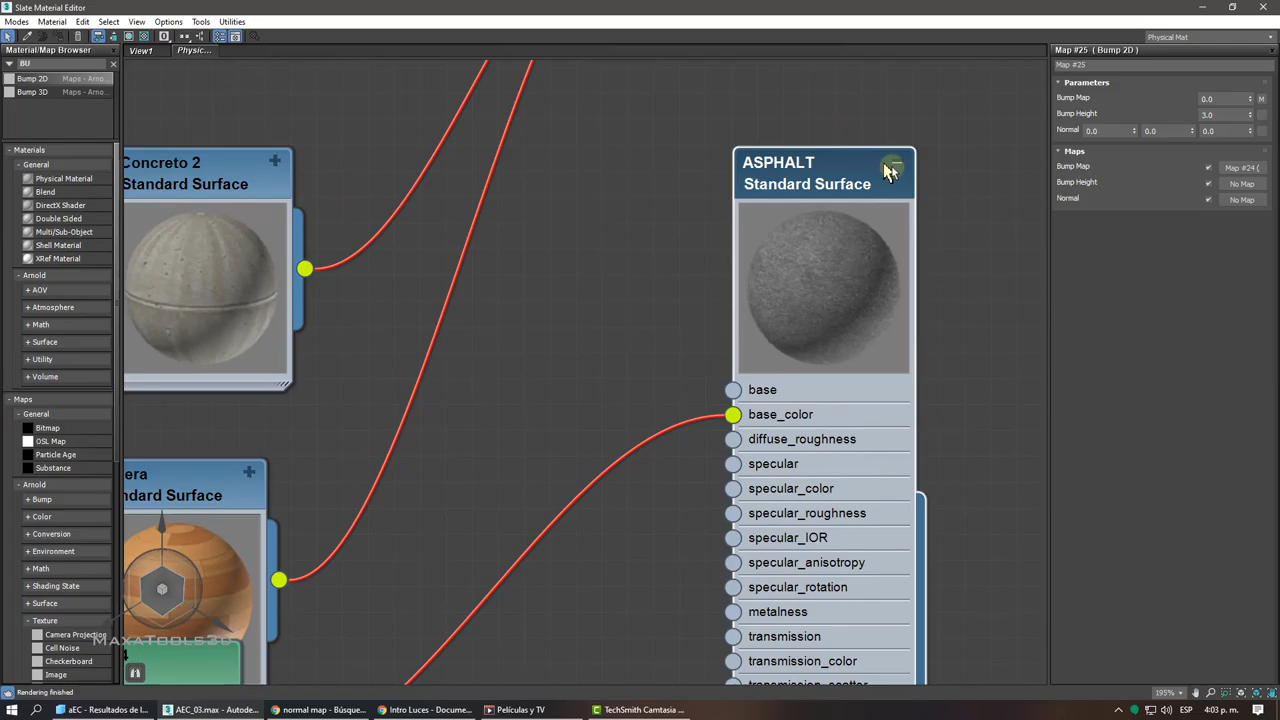 Slate Material Editor
Modes Material Edit Select View Options Tools Utilities
Material/Map Browser
View1 Physic...
Physical Mat
BU
Bump 2D Maps - Arno...
Bump 3D Maps - Arno...
- Materials
- General
Physical Material
Blend
DirectX Shader
Double Sided
Multi/Sub-Object
Shell Material
XRef Material
- Arnold
+ AOV
+ Atmosphere
+ Math
+ Surface
+ Utility
+ Volume
- Maps
- General
Bitmap
OSL Map
Particle Age
Substance
- Arnold
+ Bump
+ Color
+ Conversion
+ Environment
+ Math
+ Shading State
+ Surface
- Texture
Camera Projection
Cell Noise
Checkerboard
Image
Concreto 2
Standard Surface
era
ndard Surface
MAXATOOLS3D
ASPHALT
Standard Surface
base
base_color
diffuse_roughness
specular
specular_color
specular_roughness
specular_IOR
specular_anisotropy
specular_rotation
metalness
transmission
transmission_color
transmission_scatter
Map #25 ( Bump 2D )
Map #25
Parameters
Bump Map 0.0 M
Bump Height 3.0
Normal 0.0 0.0 0.0
Maps
Bump Map Map #24 (
Bump Height No Map
Normal No Map
Rendering finished
195%
aEC - Resultados de l...
AEC_03.max - Autode...
normal map - Búsque...
Intro Luces - Docume...
Películas y TV
TechSmith Camtasia ...
ESP
4:03 p. m.